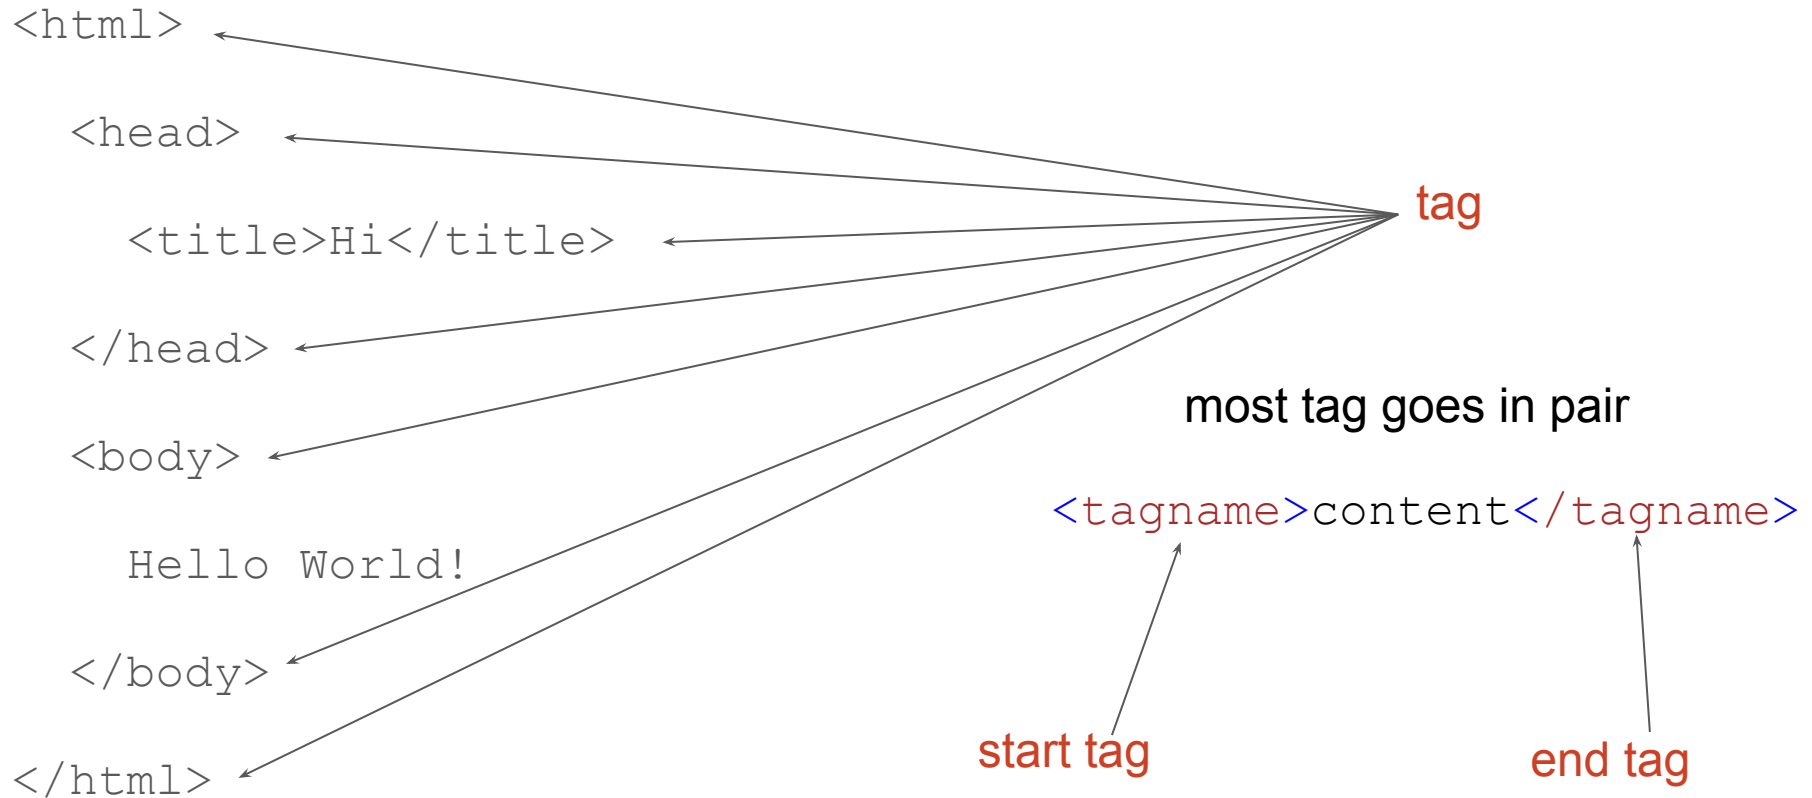 <html>
<head>
<title>Hi</title>
</head>
<body>
Hello World!
</body>
</html>
tag
most tag goes in pair
<tagname>content</tagname>
start tag
end tag